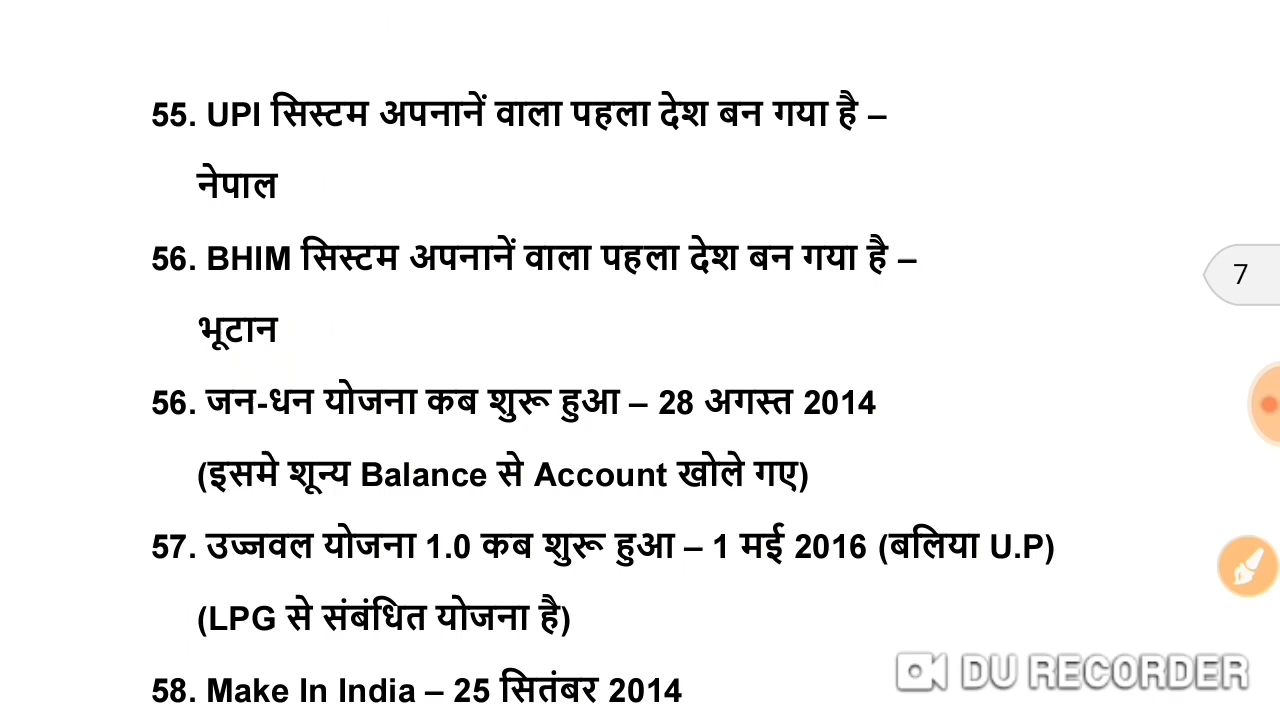 55. UPI सिस्टम अपनानें वाला पहला देश बन गया है –
नेपाल
56. BHIM सिस्टम अपनानें वाला पहला देश बन गया है –
7
भूटान
56. जन-धन योजना कब शुरू हुआ – 28 अगस्त 2014
(इसमे शून्य Balance से Account खोले गए)
57. उज्जवल योजना 1.0 कब शुरू हुआ – 1 मई 2016 (बलिया U.P)
(LPG से संबंधित योजना है)
DU RECORDER
58. Make In India – 25 सितंबर 2014